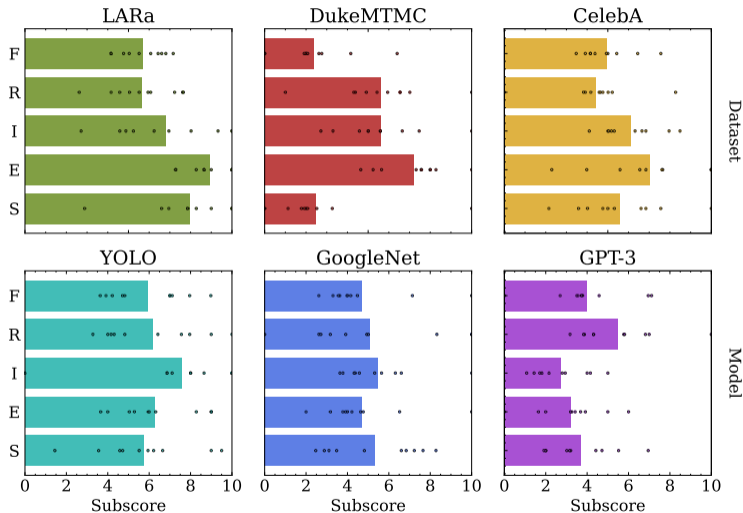 LARa DukeMTMC CelebA
F
R
I
E
S
Dataset
YOLO GoogleNet GPT-3
F
R
I
E
S
Model
0 2 4 6 8 10 0 2 4 6 8 10 0 2 4 6 8 10
Subscore Subscore Subscore